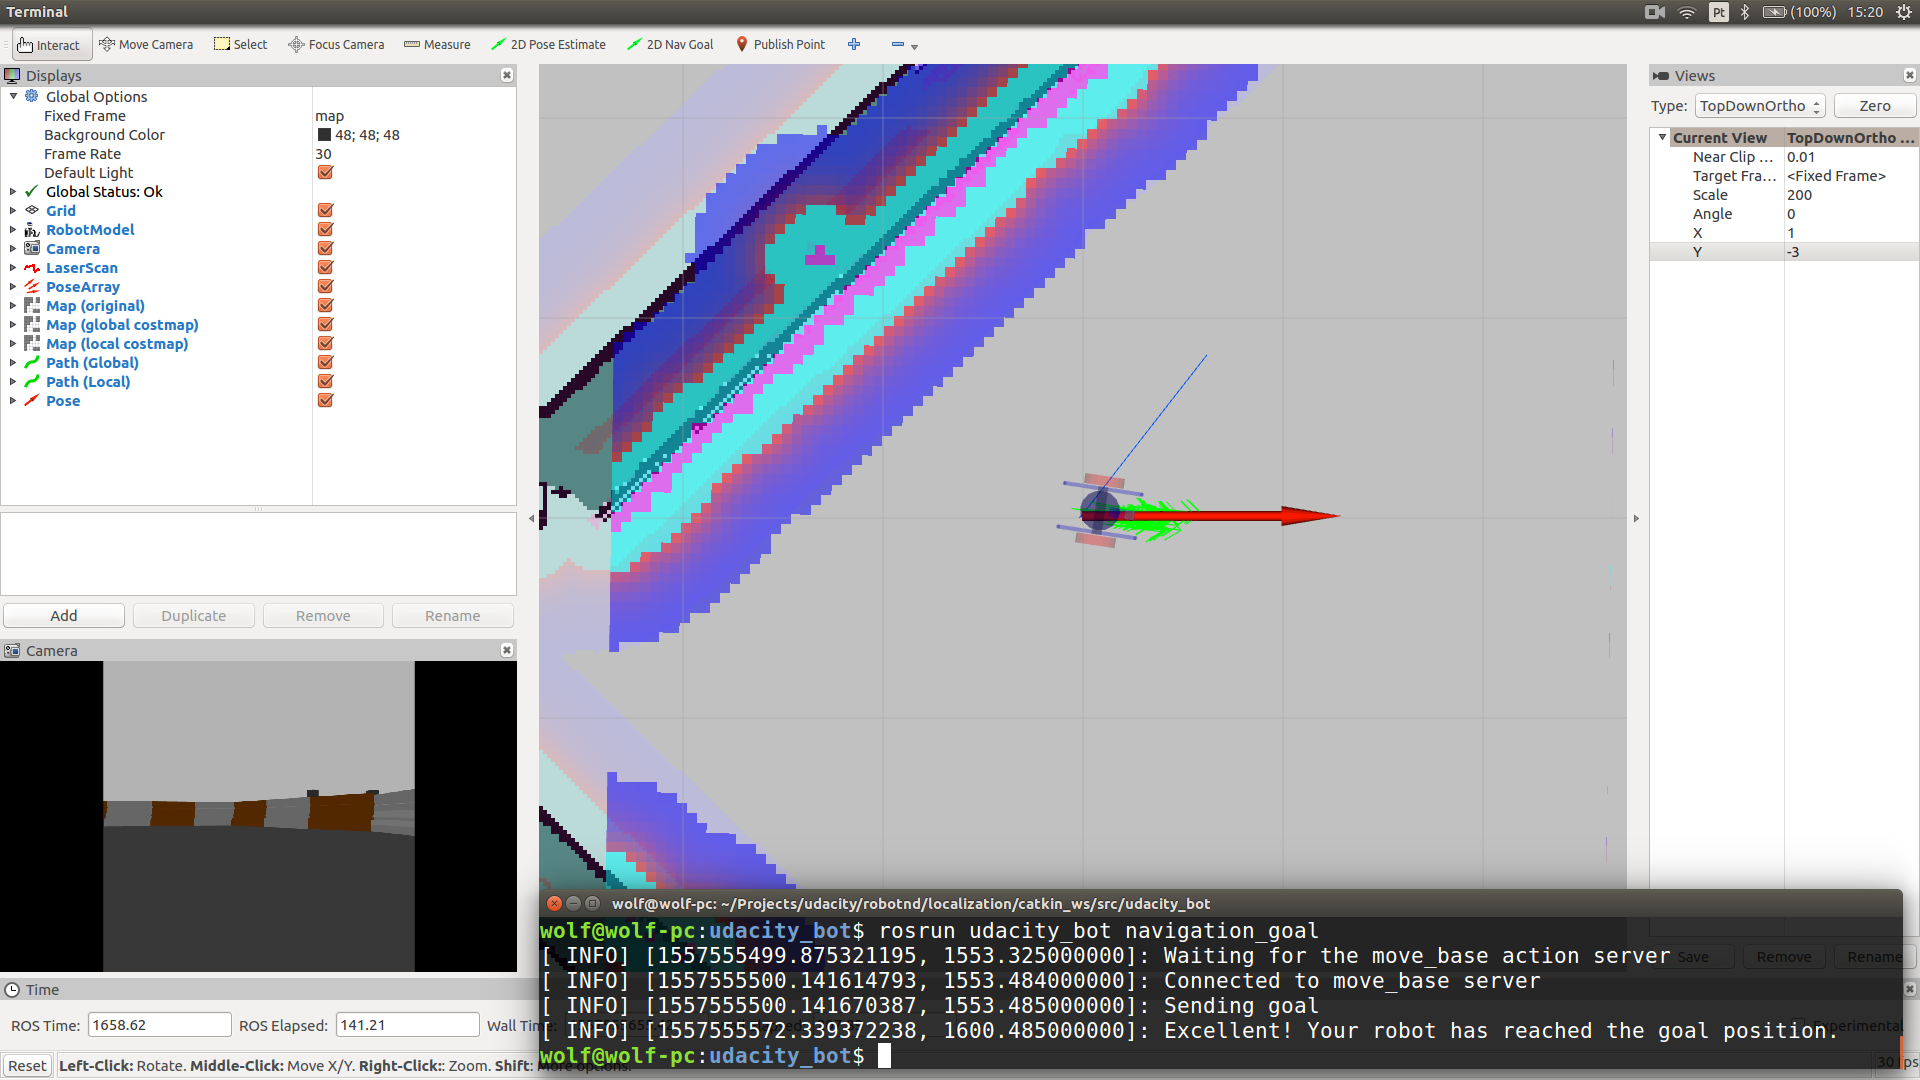 Terminal
Pt
(100%)
15:20
Interact
Move Camera
Select
Focus Camera
Measure
2D Pose Estimate
2D Nav Goal
Publish Point
Displays
Global Options
Fixed Frame map
Background Color 48; 48; 48
Frame Rate 30
Default Light
Global Status: Ok
Grid
RobotModel
Camera
LaserScan
PoseArray
Map (original)
Map (global costmap)
Map (local costmap)
Path (Global)
Path (Local)
Pose
Add
Duplicate
Remove
Rename
Camera
Views
Type: TopDownOrtho
Zero
Current View TopDownOrtho ...
Near Clip ... 0.01
Target Fra... <Fixed Frame>
Scale 200
Angle 0
X 1
Y -3
Save
Remove
Rename
wolf@wolf-pc: ~/Projects/udacity/robotnd/localization/catkin_ws/src/udacity_bot
wolf@wolf-pc:udacity_bot$ rosrun udacity_bot navigation_goal
[ INFO] [1557555499.875321195, 1553.325000000]: Waiting for the move_base action server
[ INFO] [1557555500.141614793, 1553.484000000]: Connected to move_base server
[ INFO] [1557555500.141670387, 1553.485000000]: Sending goal
[ INFO] [1557555572.339372238, 1600.485000000]: Excellent! Your robot has reached the goal position.
wolf@wolf-pc:udacity_bot$
Time
ROS Time: 1658.62
ROS Elapsed: 141.21
Wall Time:
Experimental
Reset
Left-Click: Rotate. Middle-Click: Move X/Y. Right-Click:: Zoom. Shift: More options.
30 fps